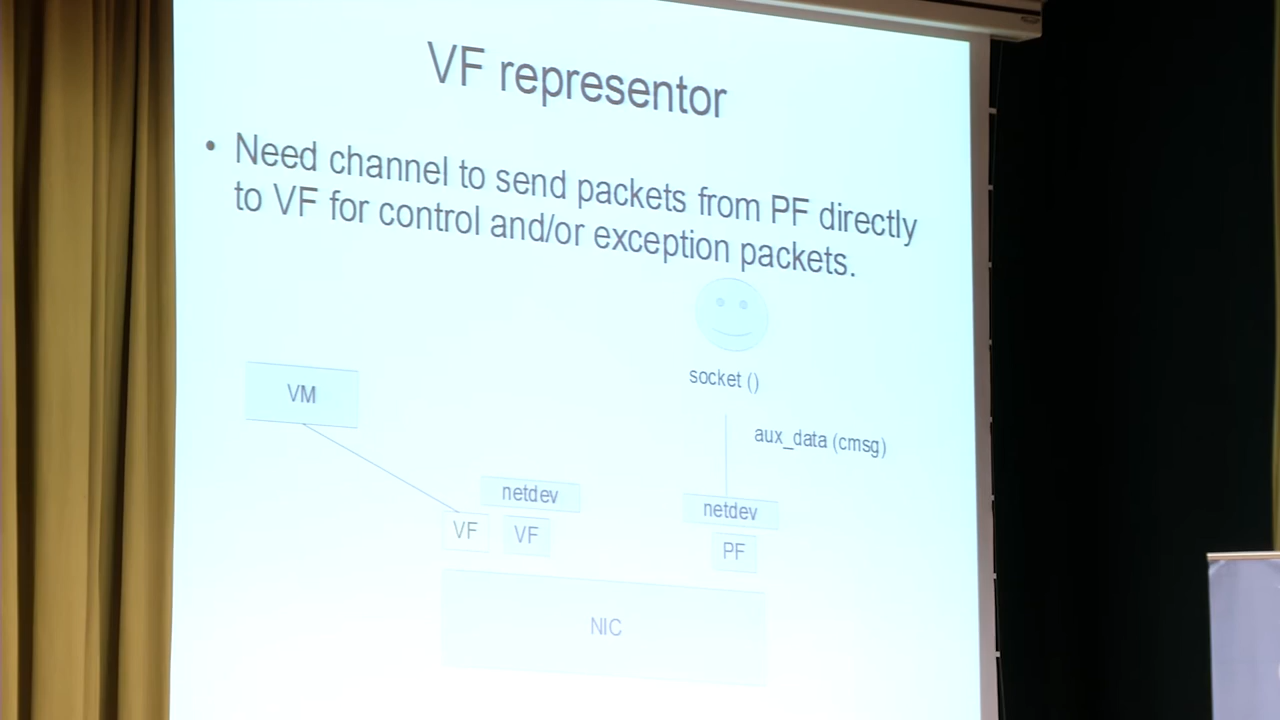 VF representor
• Need channel to send packets from PF directly
to VF for control and/or exception packets.
socket ()
VM
aux_data (cmsg)
netdev
netdev
VF
VF
PF
NIC